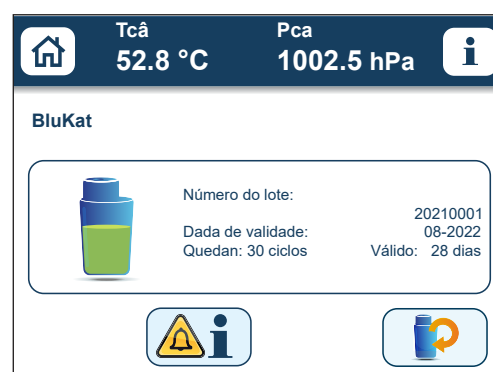 Tcâ Pca
52.8 °C 1002.5 hPa i
BluKat
Número do lote:
20210001
Dada de validade: 08-2022
Quedan: 30 ciclos Válido: 28 dias
i